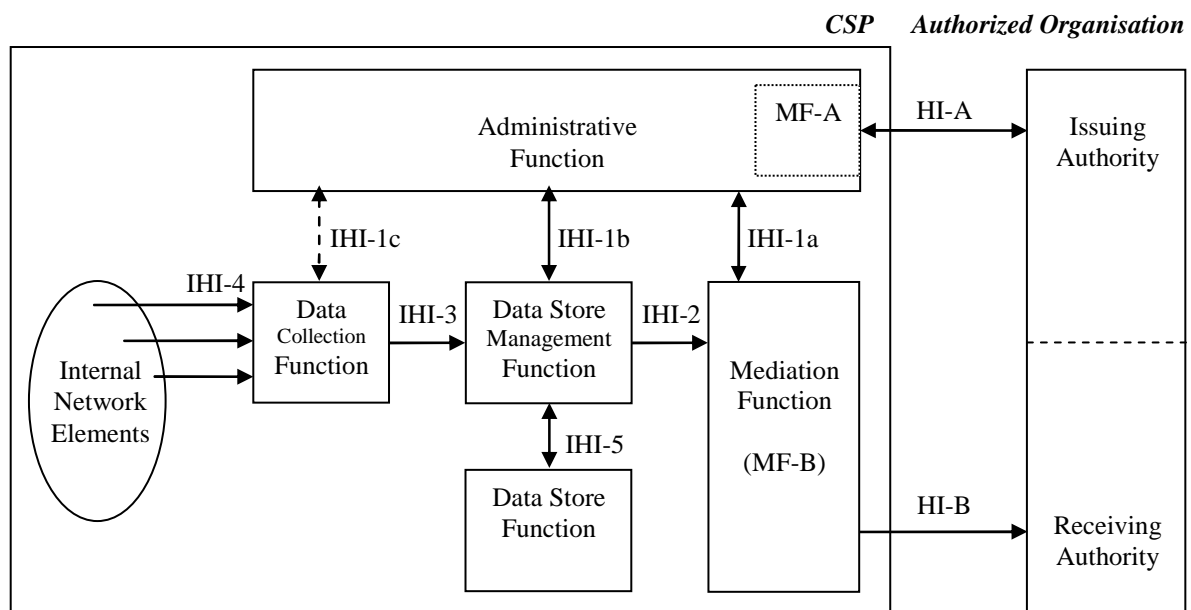 CSP Authorized Organisation
MF-A
Administrative
Function
HI-A
Issuing
Authority
IHI-1c
IHI-1b
IHI-1a
IHI-4
Internal
Network
Elements
Data
Collection
Function
IHI-3
Data Store
Management
Function
IHI-2
Mediation
Function
(MF-B)
IHI-5
Data Store
Function
HI-B
Receiving
Authority